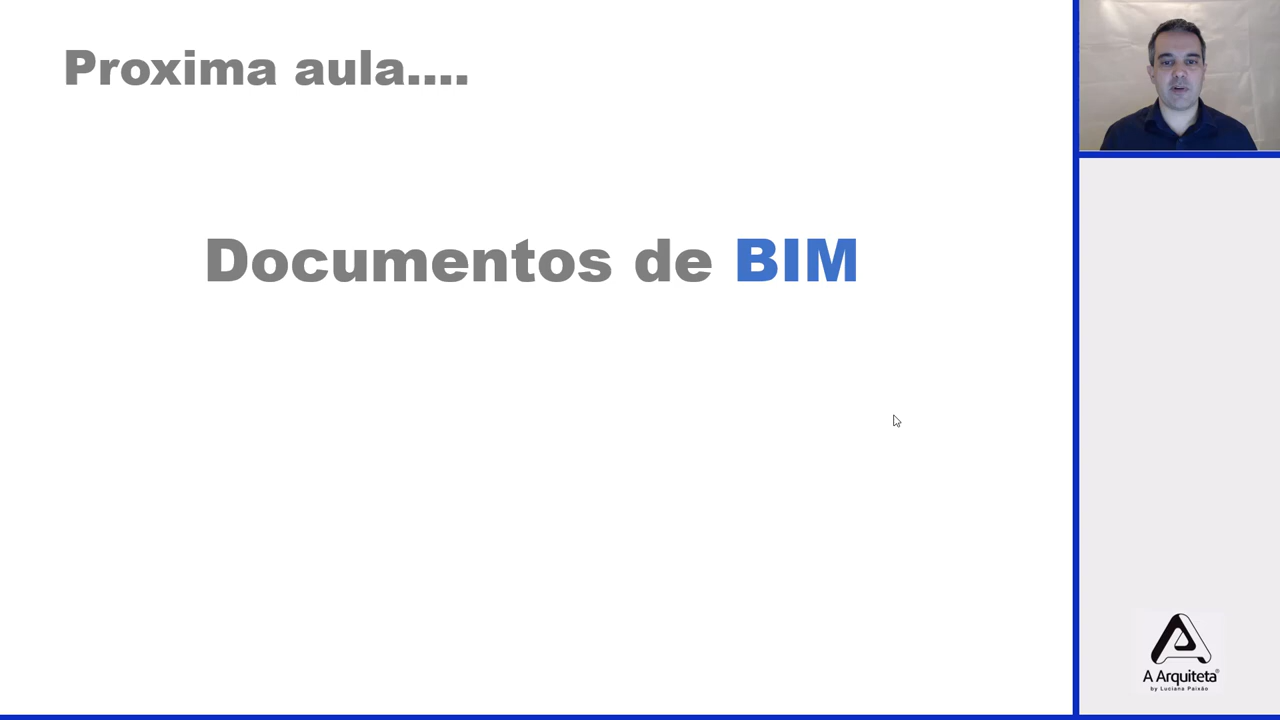 Proxima aula....
Documentos de BIM
A Arquiteta®
by Luciana Paixão